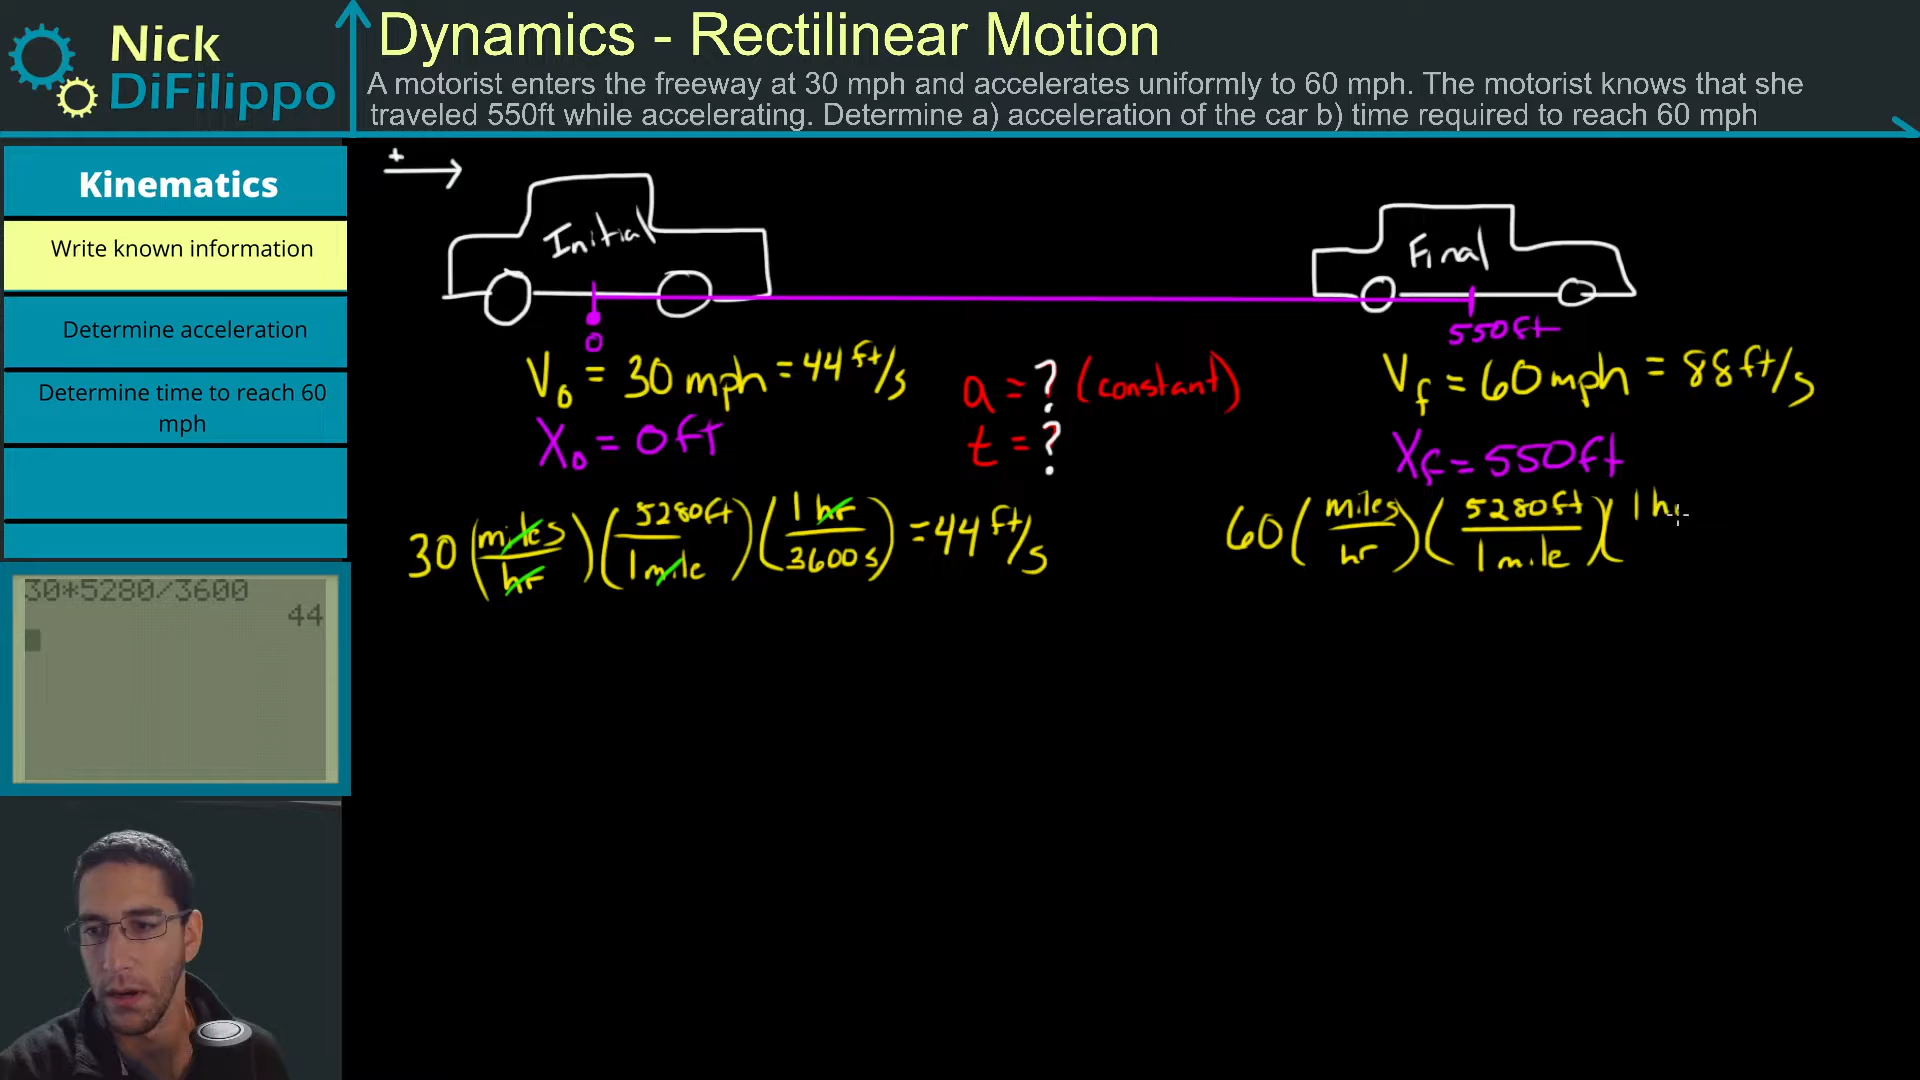 Nick
DiFilippo
Dynamics - Rectilinear Motion
A motorist enters the freeway at 30 mph and accelerates uniformly to 60 mph. The motorist knows that she
traveled 550ft while accelerating. Determine a) acceleration of the car b) time required to reach 60 mph
Kinematics
Write known information
Determine acceleration
Determine time to reach 60
mph
30*5280/3600
44
+
Initial
Final
0
550ft
V₀ = 30 mph = 44 ft/s
X₀ = 0ft
a = ? (constant)
t = ?
V_f = 60 mph = 88 ft/s
X_f = 550ft
30 (miles/hr) (5280ft/1 mile) (1 hr/3600 s) = 44 ft/s
60 (miles/hr) (5280ft/1 mile) (1 hr